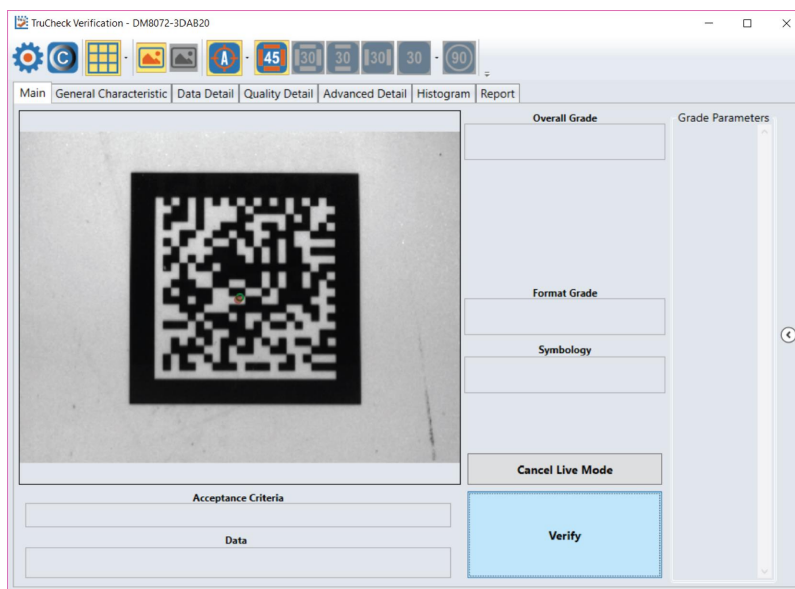 TruCheck Verification - DM8072-3DAB20
C A 45 30 30 30 30 90
Main General Characteristic Data Detail Quality Detail Advanced Detail Histogram Report
Overall Grade
Grade Parameters
Format Grade
Symbology
Cancel Live Mode
Acceptance Criteria
Verify
Data